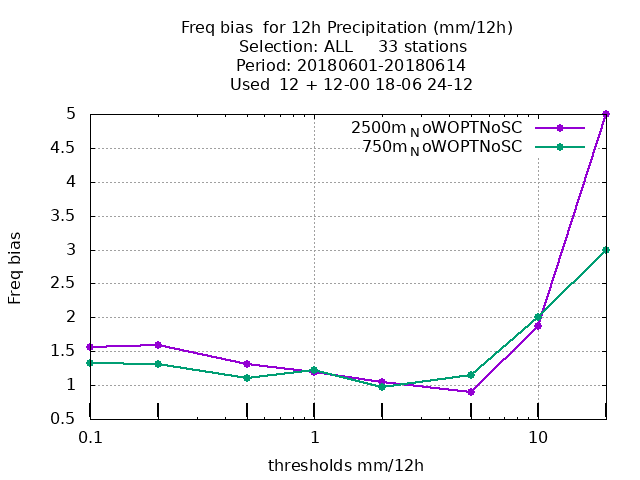 Freq bias  for 12h Precipitation (mm/12h)
Selection: ALL     33 stations
Period: 20180601-20180614
Used  12 + 12-00 18-06 24-12
2500m_NoWOPTNoSC
750m_NoWOPTNoSC
5
4.5
4
3.5
3
2.5
2
1.5
1
0.5
Freq bias
0.1 1 10
thresholds mm/12h